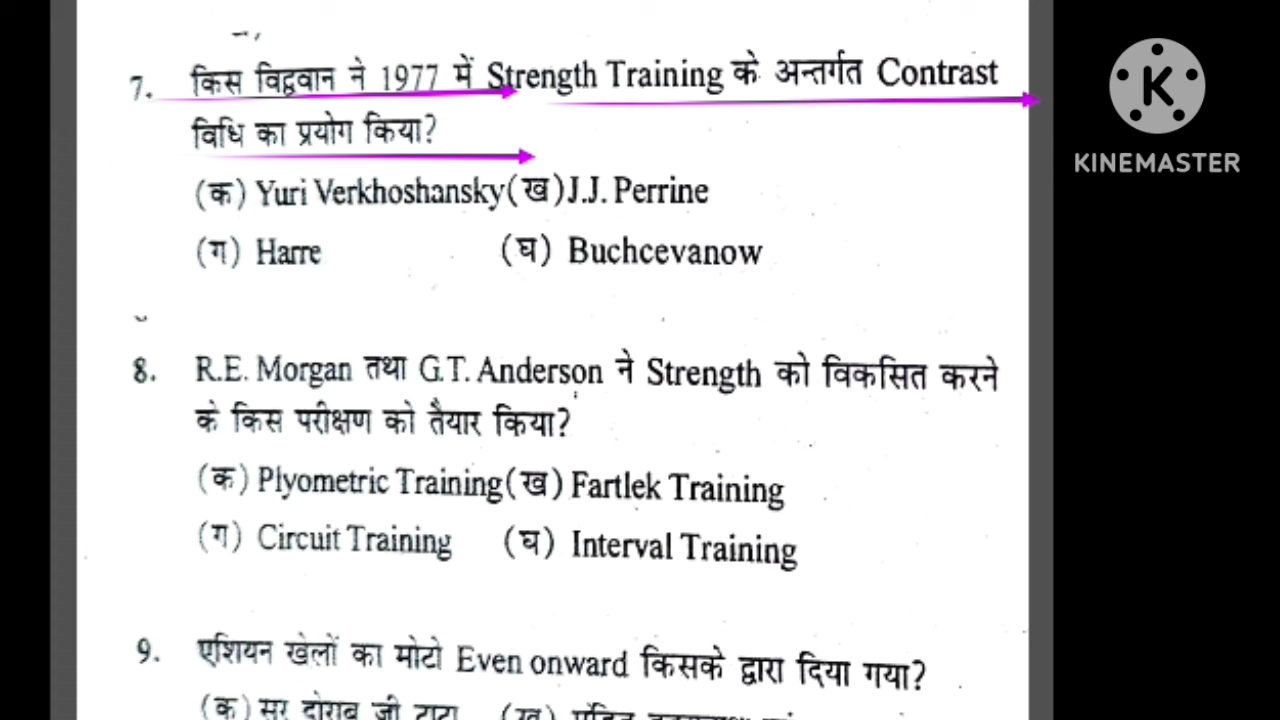 7. किस विद्ववान ने 1977 में Strength Training के अन्तर्गत Contrast
विधि का प्रयोग किया?
(क) Yuri Verkhoshansky (ख) J.J. Perrine
(ग) Harre (घ) Buchcevanow
8. R.E. Morgan तथा G.T. Anderson ने Strength को विकसित करने
के किस परीक्षण को तैयार किया?
(क) Plyometric Training (ख) Fartlek Training
(ग) Circuit Training (घ) Interval Training
9. एशियन खेलों का मोटो Even onward किसके द्वारा दिया गया?
(क) सर दोराब जी टाटा (ख)
K
KINEMASTER